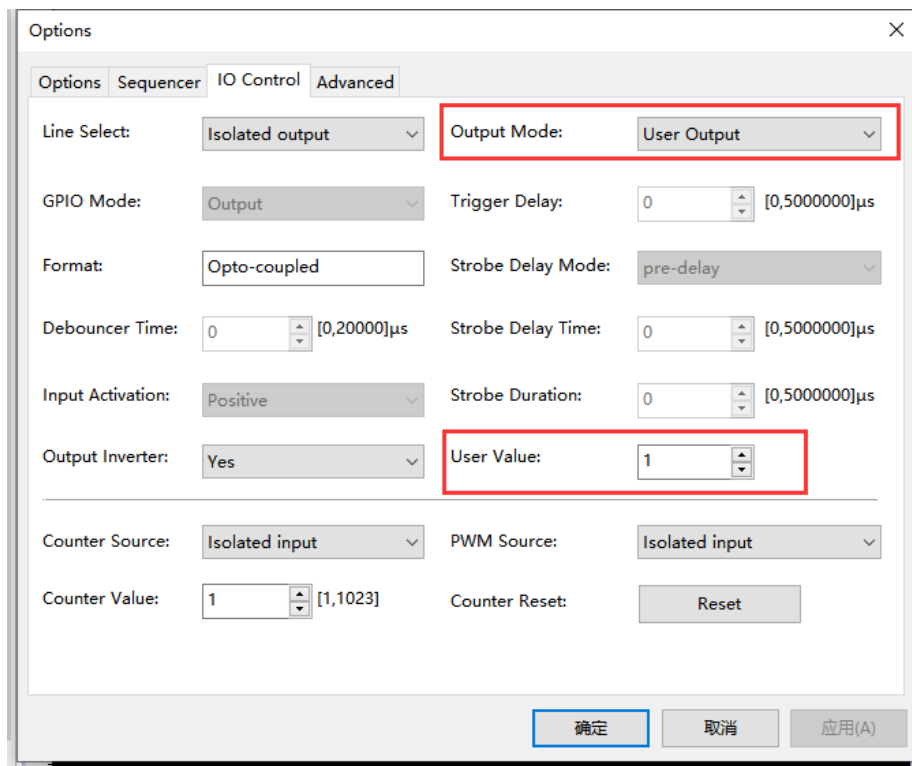 Options
Options Sequencer IO Control Advanced
Line Select: Isolated output Output Mode: User Output
GPIO Mode: Output Trigger Delay: 0 [0,5000000]µs
Format: Opto-coupled Strobe Delay Mode: pre-delay
Debouncer Time: 0 [0,20000]µs Strobe Delay Time: 0 [0,5000000]µs
Input Activation: Positive Strobe Duration: 0 [0,5000000]µs
Output Inverter: Yes User Value: 1
Counter Source: Isolated input PWM Source: Isolated input
Counter Value: 1 [1,1023] Counter Reset: Reset
确定 取消 应用(A)